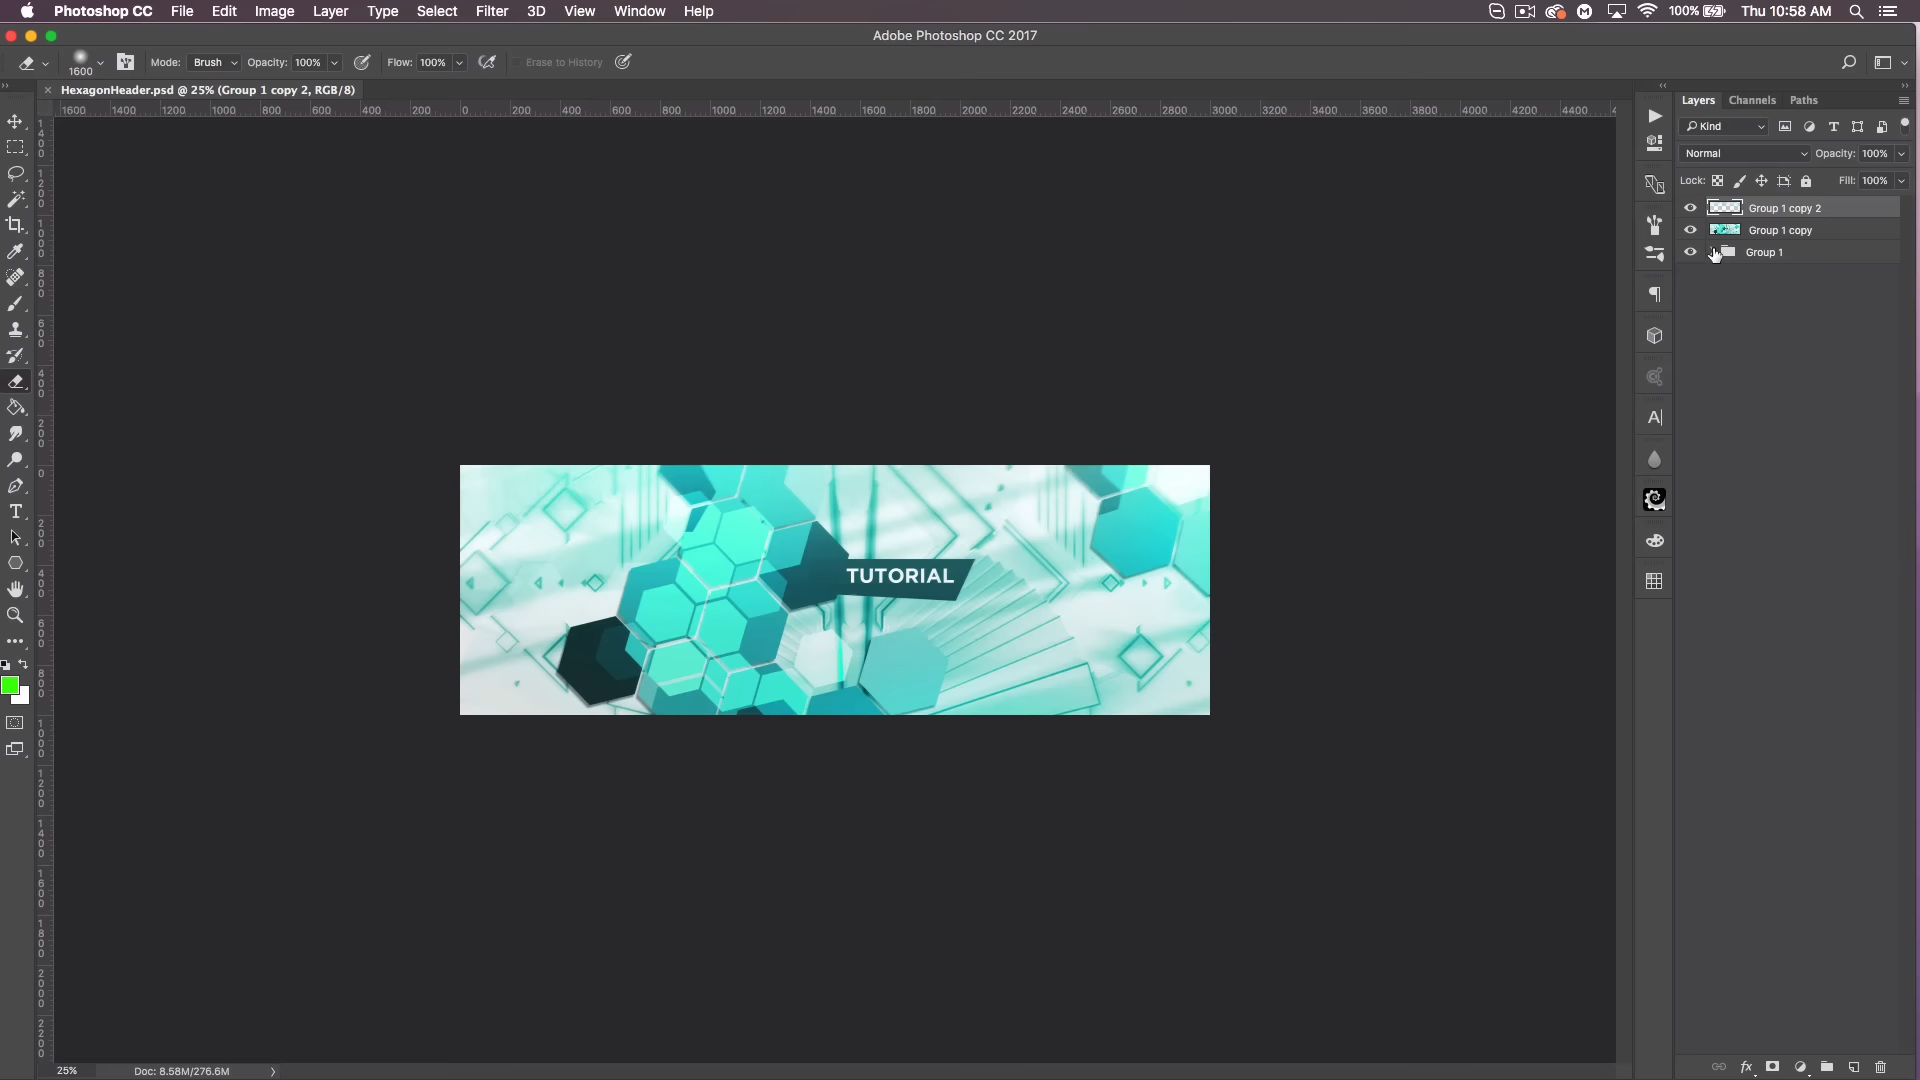 Photoshop CC File Edit Image Layer Type Select Filter 3D View Window Help 100% Thu 10:58 AM
Adobe Photoshop CC 2017
1600 Mode: Brush Opacity: 100% Flow: 100% Erase to History
HexagonHeader.psd @ 25% (Group 1 copy 2, RGB/8)
1600 1400 1200 1000 800 600 400 200 0 200 400 600 800 1000 1200 1400 1600 1800 2000 2200 2400 2600 2800 3000 3200 3400 3600 3800 4000 4200 4400
Layers Channels Paths
Kind
Normal Opacity: 100%
Lock: Fill: 100%
Group 1 copy 2
Group 1 copy
Group 1
TUTORIAL
25% Doc: 8.58M/276.6M